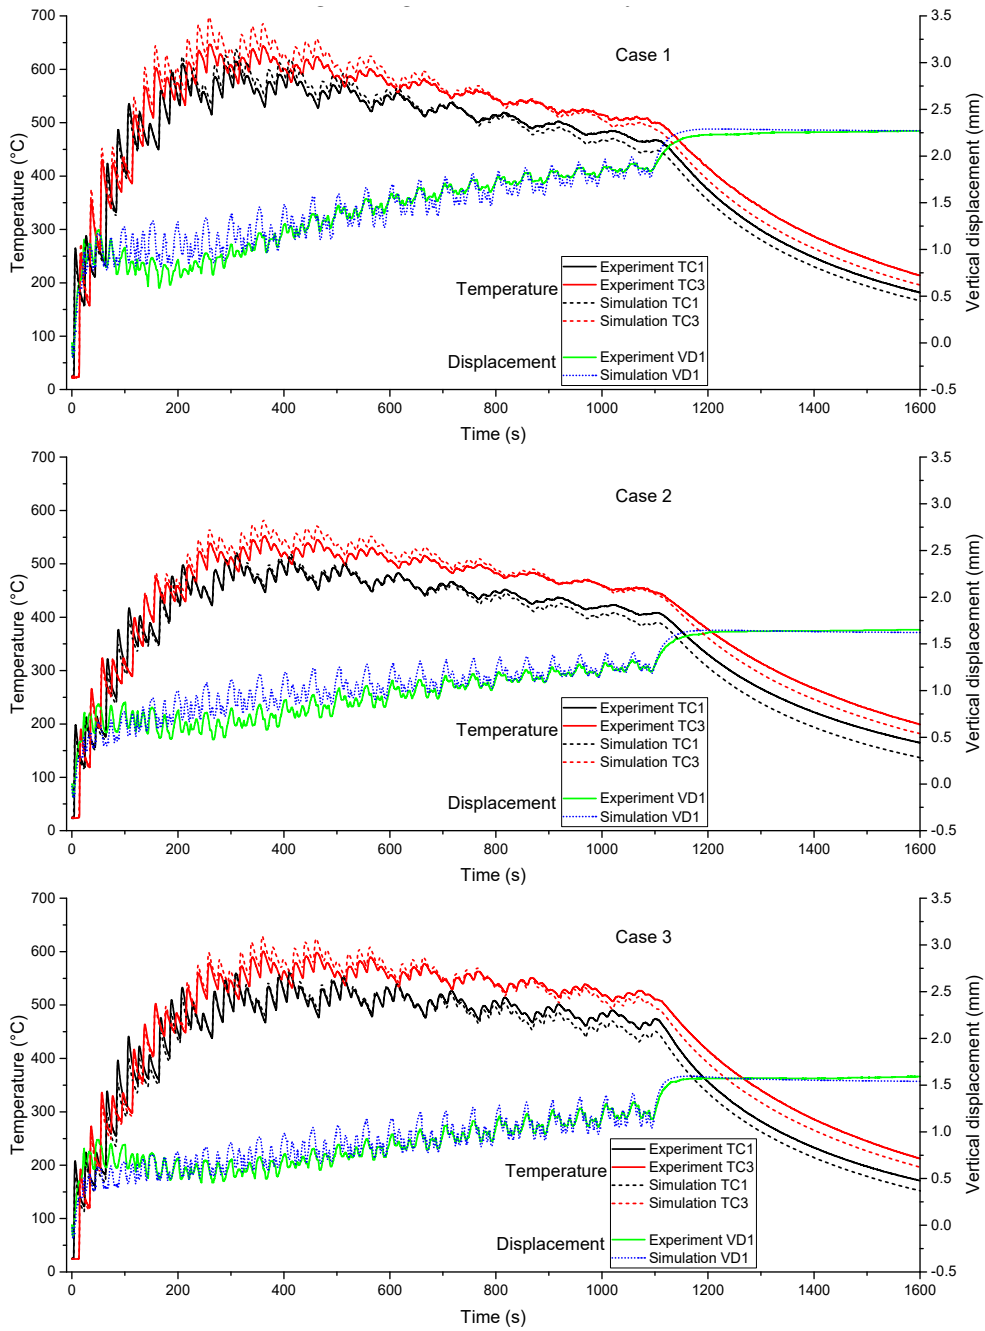 700
600
500
400
300
200
100
0
Temperature (°C)
3.5
3.0
2.5
2.0
1.5
1.0
0.5
0.0
-0.5
Vertical displacement (mm)
Case 1
Temperature
Experiment TC1
Experiment TC3
Simulation TC1
Simulation TC3
Displacement
Experiment VD1
Simulation VD1
0 200 400 600 800 1000 1200 1400 1600
Time (s)
700
600
500
400
300
200
100
0
Temperature (°C)
3.5
3.0
2.5
2.0
1.5
1.0
0.5
0.0
-0.5
Vertical displacement (mm)
Case 2
Temperature
Experiment TC1
Experiment TC3
Simulation TC1
Simulation TC3
Displacement
Experiment VD1
Simulation VD1
0 200 400 600 800 1000 1200 1400 1600
Time (s)
700
600
500
400
300
200
100
0
Temperature (°C)
3.5
3.0
2.5
2.0
1.5
1.0
0.5
0.0
-0.5
Vertical displacement (mm)
Case 3
Temperature
Experiment TC1
Experiment TC3
Simulation TC1
Simulation TC3
Displacement
Experiment VD1
Simulation VD1
0 200 400 600 800 1000 1200 1400 1600
Time (s)